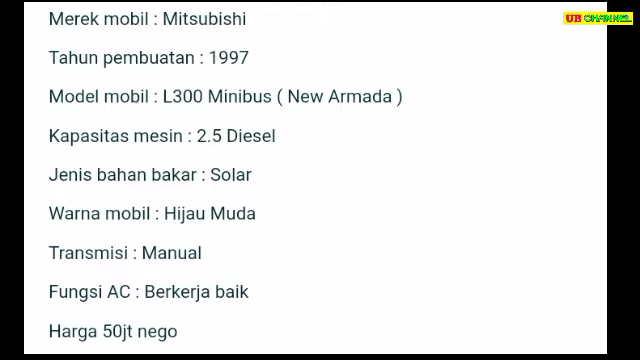 UB CHANNEL
Merek mobil : Mitsubishi
Tahun pembuatan : 1997
Model mobil : L300 Minibus ( New Armada )
Kapasitas mesin : 2.5 Diesel
Jenis bahan bakar : Solar
Warna mobil : Hijau Muda
Transmisi : Manual
Fungsi AC : Berkerja baik
Harga 50jt nego